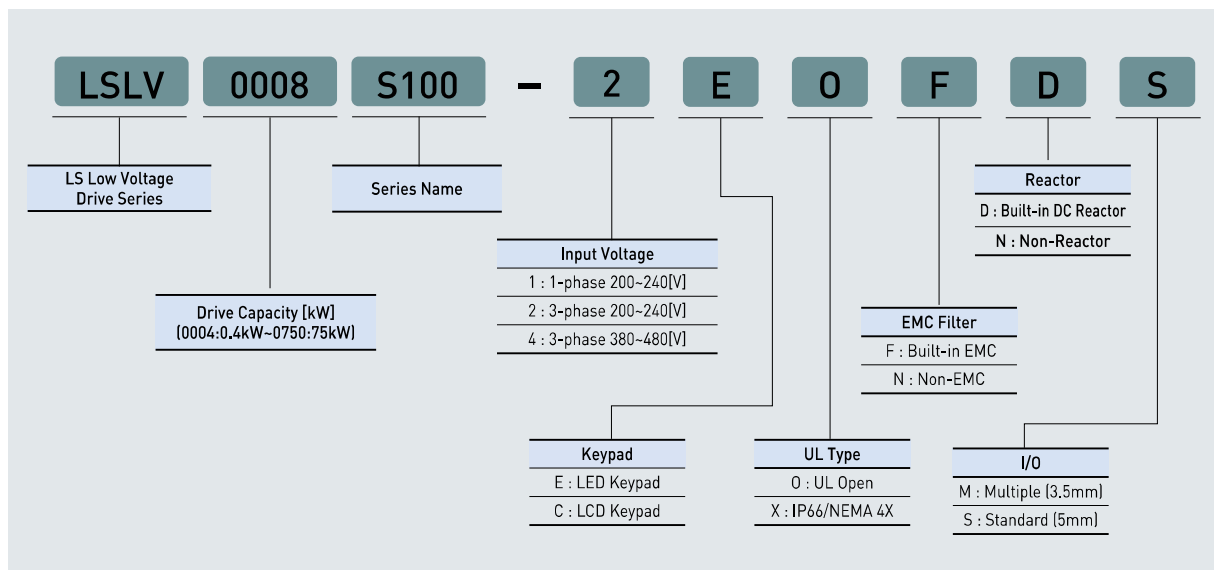 LSLV 0008 S100 - 2 E O F D S
LS Low Voltage
Drive Series
Series Name
Reactor
D : Built-in DC Reactor
N : Non-Reactor
Input Voltage
1 : 1-phase 200~240[V]
2 : 3-phase 200~240[V]
4 : 3-phase 380~480[V]
Drive Capacity [kW]
(0004:0.4kW~0750:75kW)
EMC Filter
F : Built-in EMC
N : Non-EMC
Keypad
E : LED Keypad
C : LCD Keypad
UL Type
O : UL Open
X : IP66/NEMA 4X
I/O
M : Multiple (3.5mm)
S : Standard (5mm)